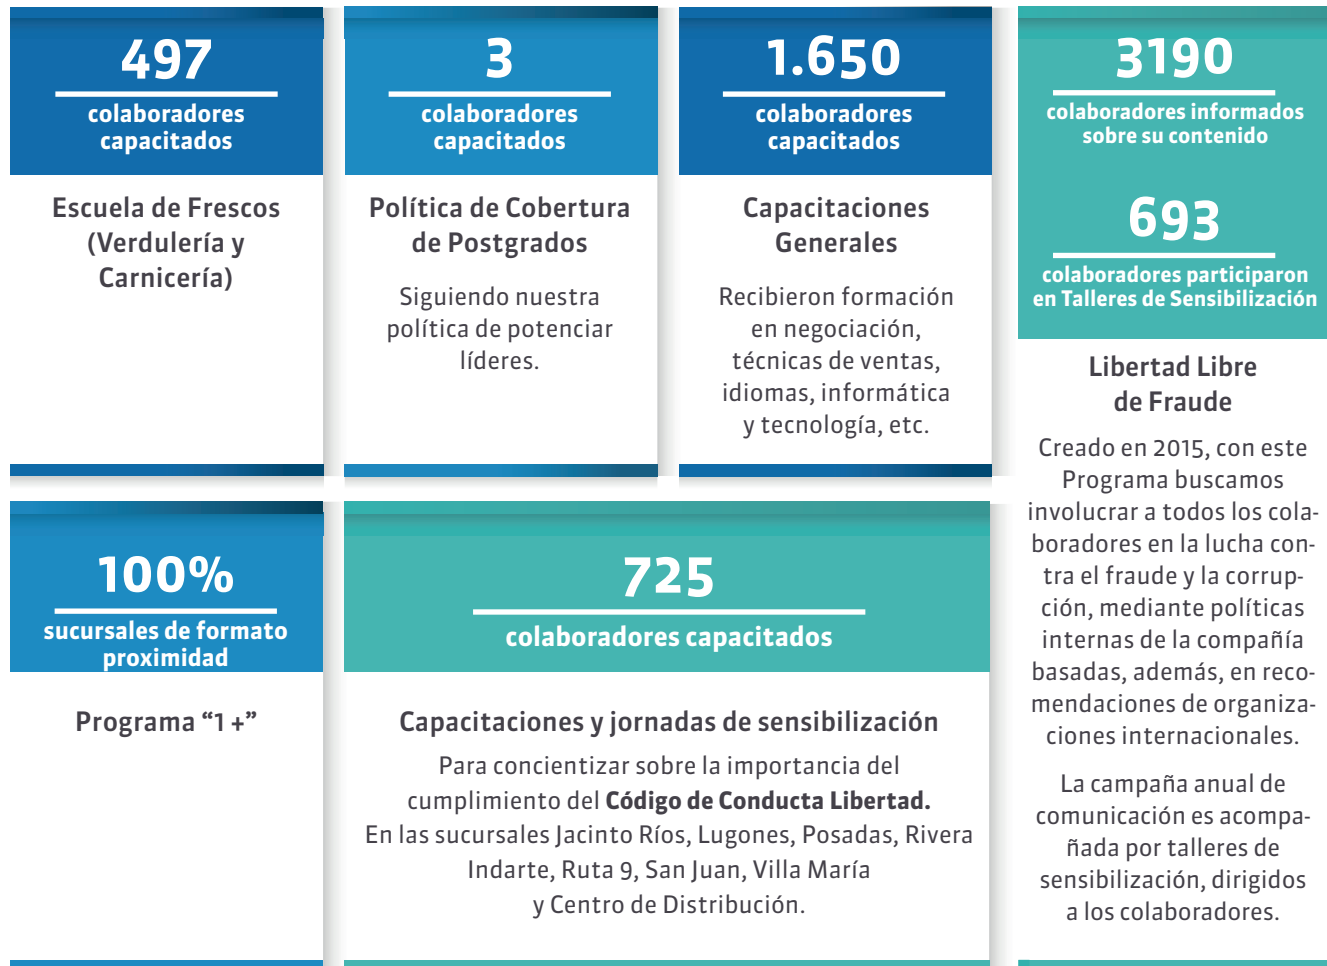 497
colaboradores
capacitados
Escuela de Frescos
(Verdulería y
Carnicería)
3
colaboradores
capacitados
Política de Cobertura
de Postgrados
Siguiendo nuestra
política de potenciar
líderes.
1.650
colaboradores
capacitados
Capacitaciones
Generales
Recibieron formación
en negociación,
técnicas de ventas,
idiomas, informática
y tecnología, etc.
3190
colaboradores informados
sobre su contenido
693
colaboradores participaron
en Talleres de Sensibilización
Libertad Libre
de Fraude
Creado en 2015, con este
Programa buscamos
involucrar a todos los cola-
boradores en la lucha con-
tra el fraude y la corrup-
ción, mediante políticas
internas de la compañía
basadas, además, en reco-
mendaciones de organiza-
ciones internacionales.
La campaña anual de
comunicación es acompa-
ñada por talleres de
sensibilización, dirigidos
a los colaboradores.
100%
sucursales de formato
proximidad
Programa “1 +”
725
colaboradores capacitados
Capacitaciones y jornadas de sensibilización
Para concientizar sobre la importancia del
cumplimiento del Código de Conducta Libertad.
En las sucursales Jacinto Ríos, Lugones, Posadas, Rivera
Indarte, Ruta 9, San Juan, Villa María
y Centro de Distribución.